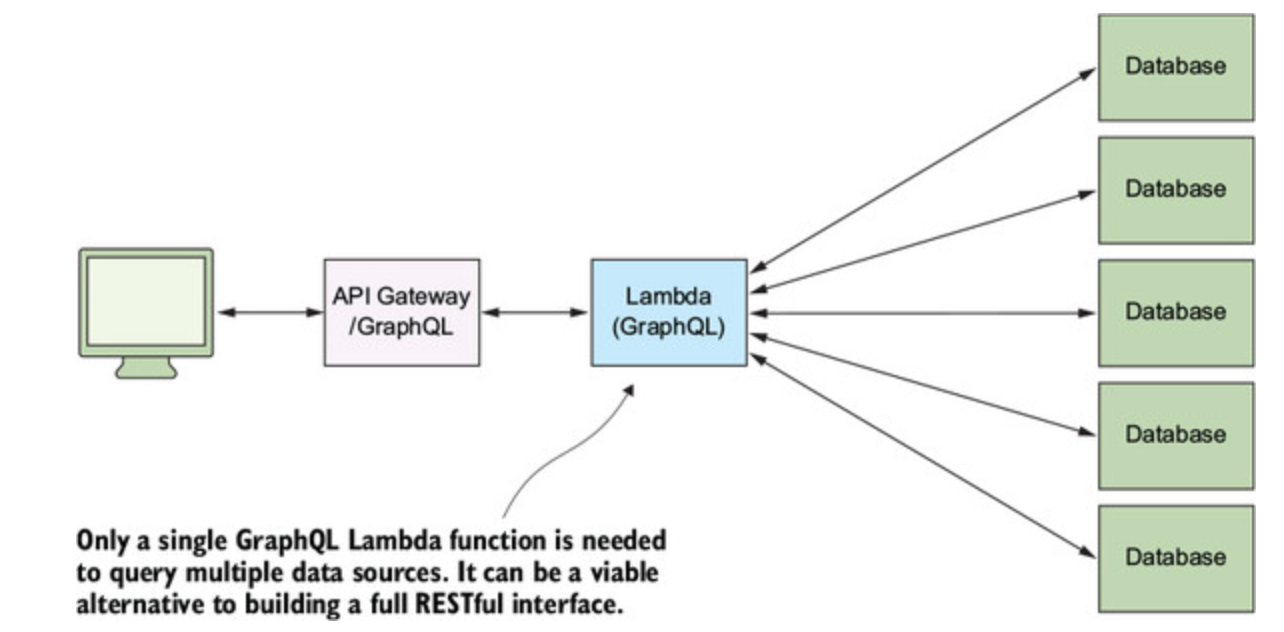 Database
Database
API Gateway
/GraphQL
Lambda
(GraphQL)
Database
Database
Database
Only a single GraphQL Lambda function is needed
to query multiple data sources. It can be a viable
alternative to building a full RESTful interface.